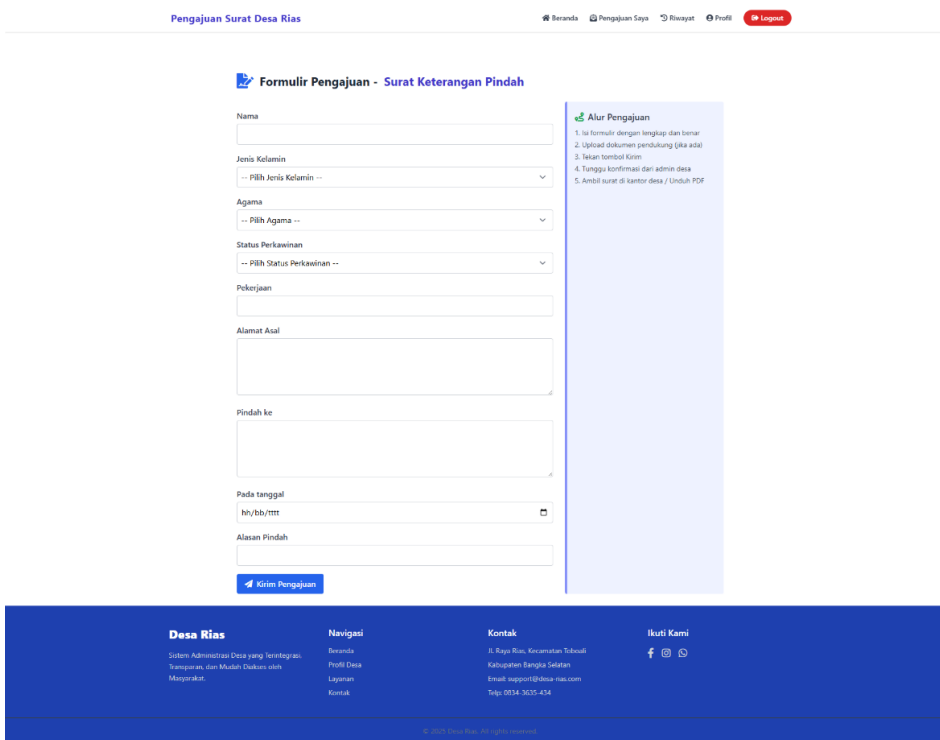 Pengajuan Surat Desa Rias
Beranda Pengajuan Saya Riwayat Profil Logout
Formulir Pengajuan - Surat Keterangan Pindah
Nama
Jenis Kelamin
-- Pilih Jenis Kelamin --
Agama
-- Pilih Agama --
Status Perkawinan
-- Pilih Status Perkawinan --
Pekerjaan
Alamat Asal
Pindah ke
Pada tanggal
hh/bb/tttt
Alasan Pindah
Kirim Pengajuan
Alur Pengajuan
1. Isi formulir dengan lengkap dan benar
2. Upload dokumen pendukung (jika ada)
3. Tekan tombol Kirim
4. Tunggu konfirmasi dari admin desa
5. Ambil surat di kantor desa / Unduh PDF
Desa Rias
Sistem Administrasi Desa yang Terintegrasi,
Transparan, dan Mudah Diakses oleh
Masyarakat.
Navigasi
Beranda
Profil Desa
Layanan
Kontak
Kontak
Jl. Raya Rias, Kecamatan Toboali
Kabupaten Bangka Selatan
Email: support@desa-rias.com
Telp: 0834-3635-434
Ikuti Kami
© 2025 Desa Rias. All rights reserved.